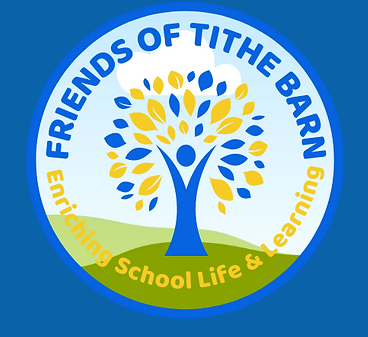 FRIENDS OF TITHE BARN
Enriching School Life & Learning